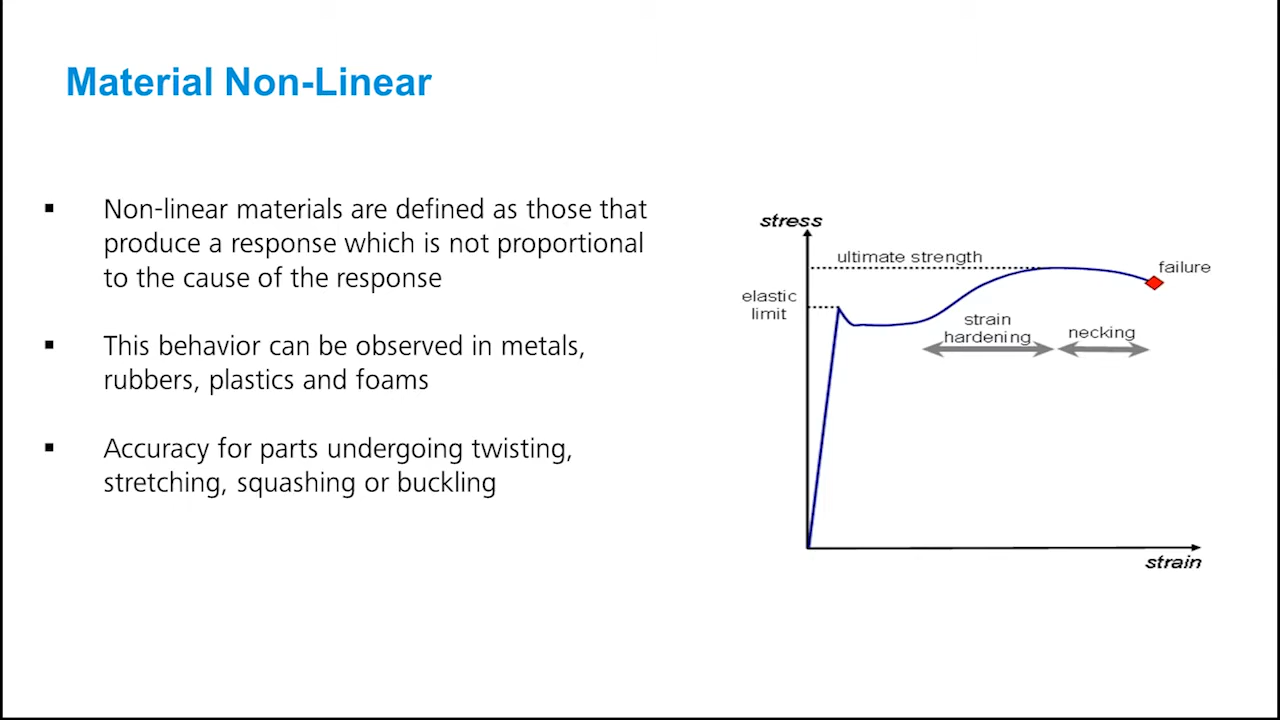 Material Non-Linear
▪ Non-linear materials are defined as those that
produce a response which is not proportional
to the cause of the response
▪ This behavior can be observed in metals,
rubbers, plastics and foams
▪ Accuracy for parts undergoing twisting,
stretching, squashing or buckling
stress
ultimate strength
failure
elastic
limit
strain
hardening
necking
strain